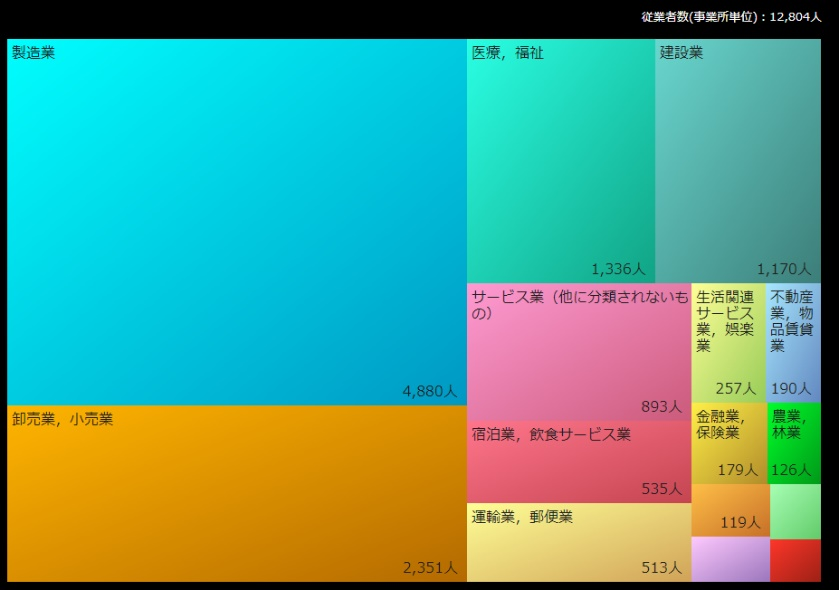 従業者数(事業所単位)：12,804人
製造業
4,880人
卸売業，小売業
2,351人
医療，福祉
1,336人
建設業
1,170人
サービス業（他に分類されないも
の）
893人
宿泊業，飲食サービス業
535人
運輸業，郵便業
513人
生活関連
サービス
業，娯楽
業
257人
不動産
業，物
品賃貸
業
190人
金融業，
保険業
179人
農業，
林業
126人
119人